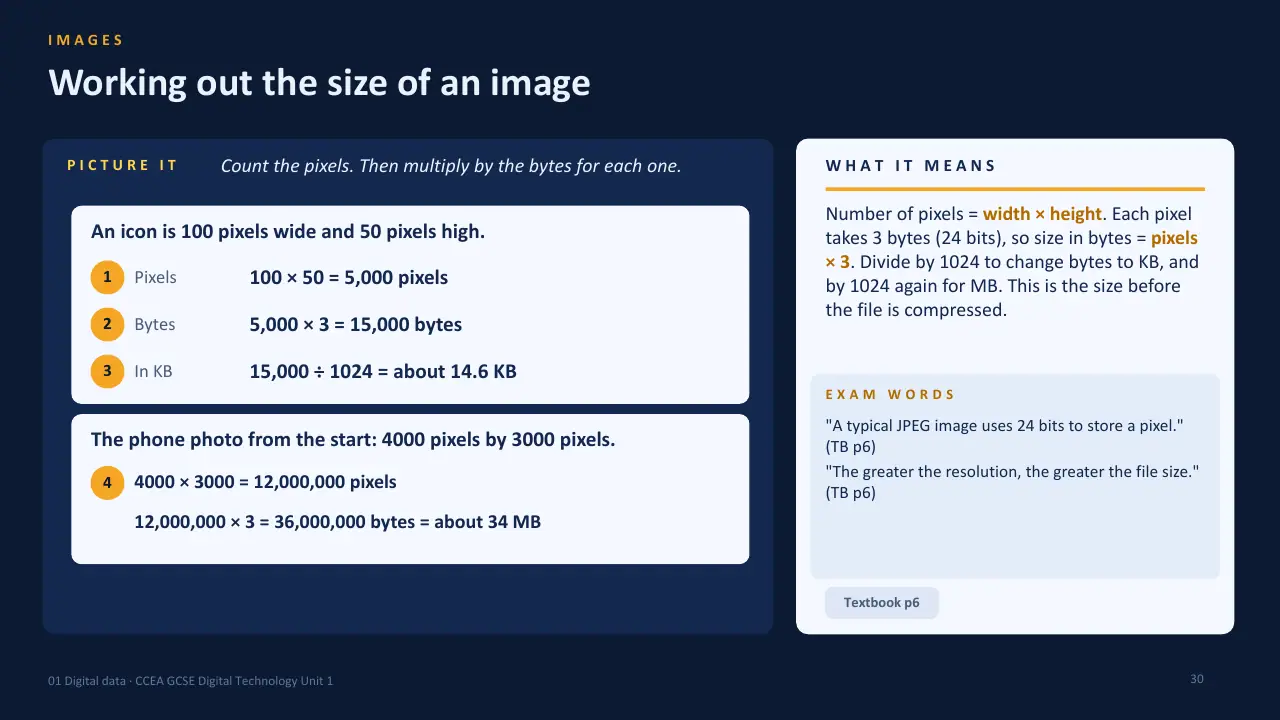 IMAGES
Working out the size of an image
PICTURE IT
Count the pixels. Then multiply by the bytes for each one.
An icon is 100 pixels wide and 50 pixels high.
1 Pixels 100 × 50 = 5,000 pixels
2 Bytes 5,000 × 3 = 15,000 bytes
3 In KB 15,000 ÷ 1024 = about 14.6 KB
The phone photo from the start: 4000 pixels by 3000 pixels.
4 4000 × 3000 = 12,000,000 pixels
12,000,000 × 3 = 36,000,000 bytes = about 34 MB
WHAT IT MEANS
Number of pixels = width × height. Each pixel
takes 3 bytes (24 bits), so size in bytes = pixels
× 3. Divide by 1024 to change bytes to KB, and
by 1024 again for MB. This is the size before
the file is compressed.
EXAM WORDS
"A typical JPEG image uses 24 bits to store a pixel."
(TB p6)
"The greater the resolution, the greater the file size."
(TB p6)
Textbook p6
01 Digital data · CCEA GCSE Digital Technology Unit 1
30